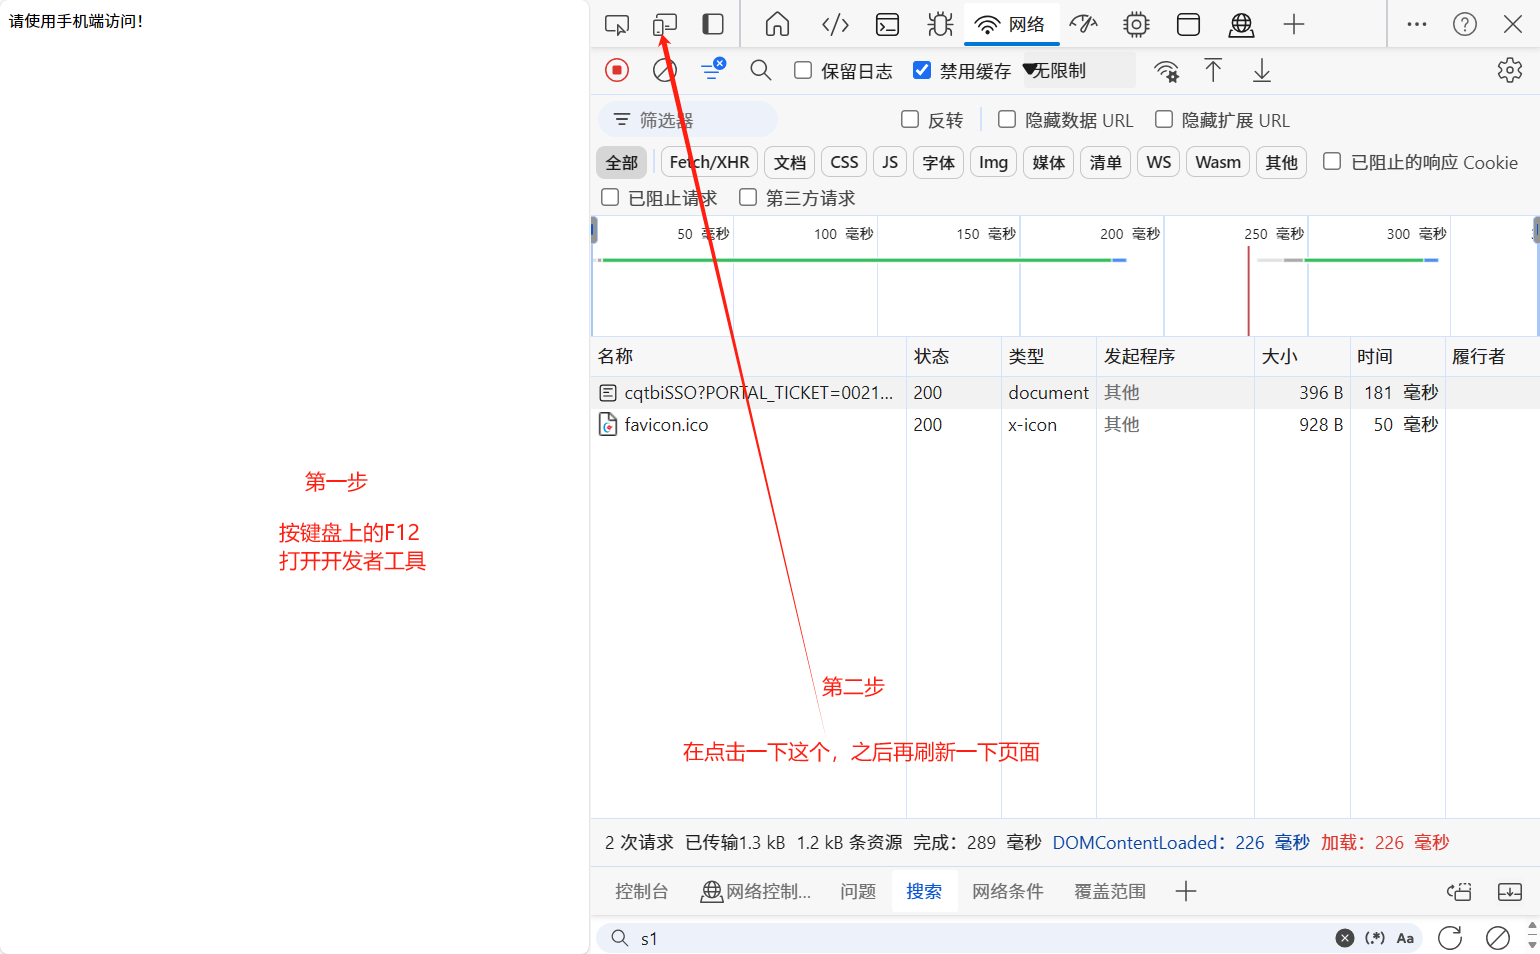 请使用手机端访问！
网络
保留日志
禁用缓存
无限制
筛选器
反转
隐藏数据 URL
隐藏扩展 URL
全部
Fetch/XHR
文档
CSS
JS
字体
Img
媒体
清单
WS
Wasm
其他
已阻止的响应 Cookie
已阻止请求
第三方请求
50 毫秒
100 毫秒
150 毫秒
200 毫秒
250 毫秒
300 毫秒
名称 状态 类型 发起程序 大小 时间 履行者
cqtbiSSO?PORTAL_TICKET=0021... 200 document 其他 396 B 181 毫秒
favicon.ico 200 x-icon 其他 928 B 50 毫秒
第一步
按键盘上的F12
打开开发者工具
第二步
在点击一下这个，之后再刷新一下页面
2 次请求 已传输1.3 kB 1.2 kB 条资源 完成：289 毫秒 DOMContentLoaded：226 毫秒 加载：226 毫秒
控制台
网络控制...
问题
搜索
网络条件
覆盖范围
s1
(.*)
Aa